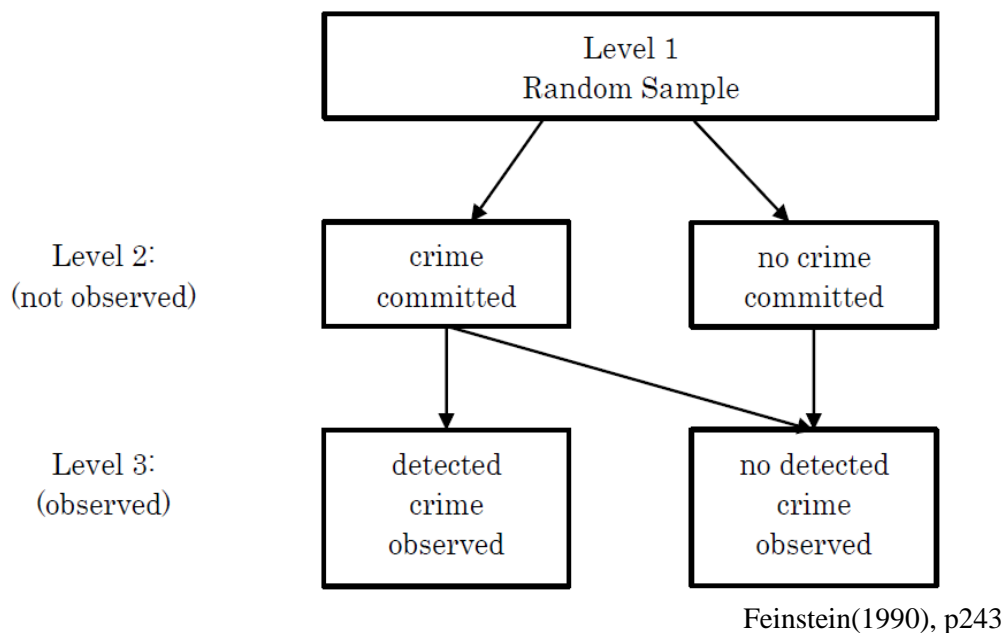 Level 1
Random Sample
Level 2:
(not observed)
crime
committed
no crime
committed
Level 3:
(observed)
detected
crime
observed
no detected
crime
observed
Feinstein(1990), p243